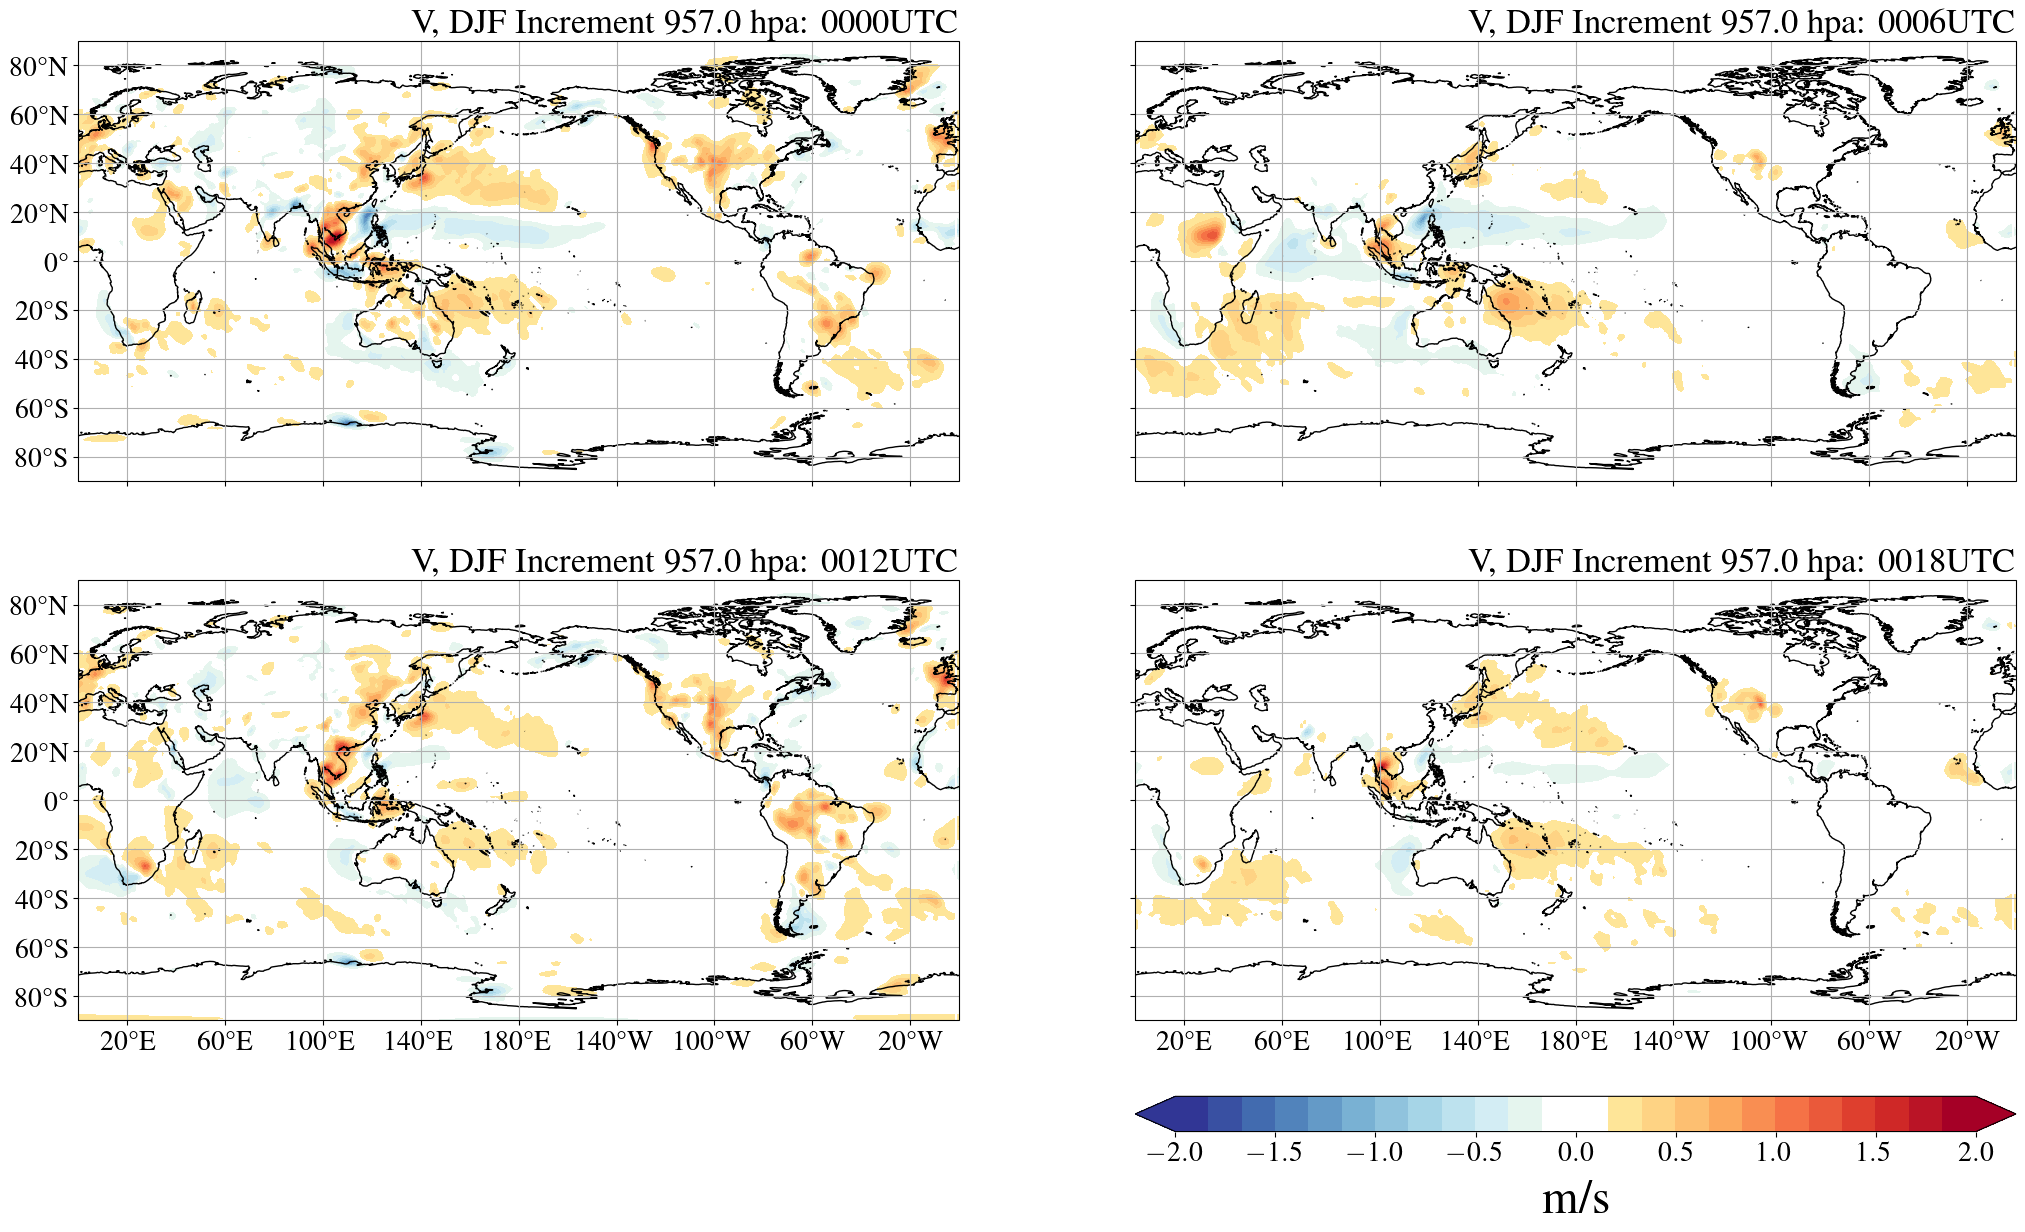 V, DJF Increment 957.0 hpa: 0000UTC
80°N
60°N
40°N
20°N
0°
20°S
40°S
60°S
80°S
V, DJF Increment 957.0 hpa: 0006UTC
V, DJF Increment 957.0 hpa: 0012UTC
80°N
60°N
40°N
20°N
0°
20°S
40°S
60°S
80°S
20°E 60°E 100°E 140°E 180°E 140°W 100°W 60°W 20°W
V, DJF Increment 957.0 hpa: 0018UTC
20°E 60°E 100°E 140°E 180°E 140°W 100°W 60°W 20°W
−2.0 −1.5 −1.0 −0.5 0.0 0.5 1.0 1.5 2.0
m/s